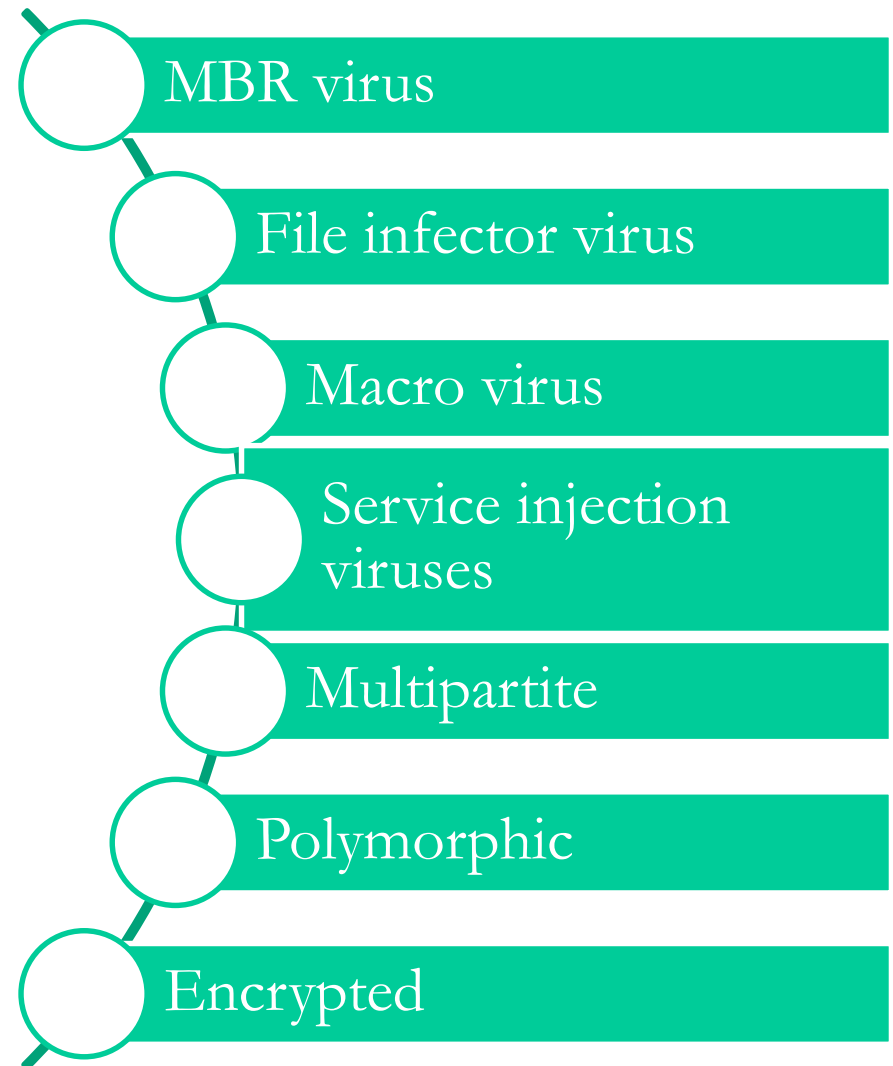 MBR virus
File infector virus
Macro virus
Service injection
viruses
Multipartite
Polymorphic
Encrypted